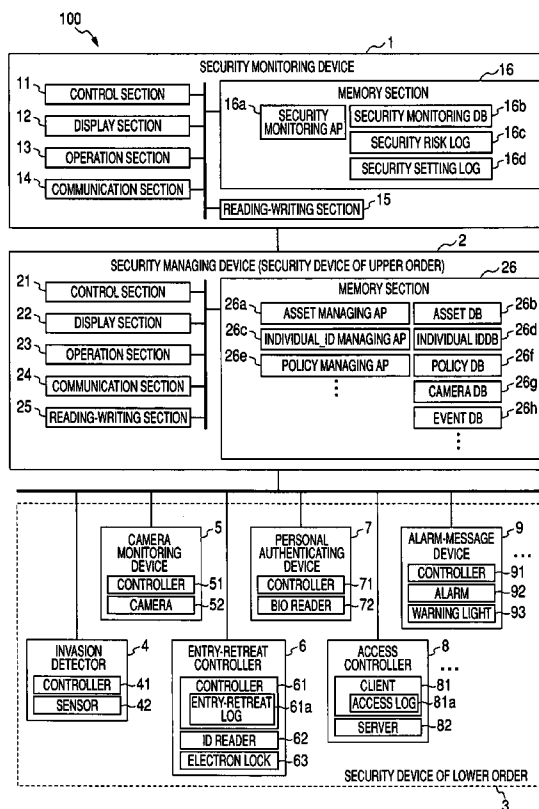 100
1
SECURITY MONITORING DEVICE
11 CONTROL SECTION
12 DISPLAY SECTION
13 OPERATION SECTION
14 COMMUNICATION SECTION
16
MEMORY SECTION
16a SECURITY MONITORING AP
SECURITY MONITORING DB 16b
SECURITY RISK LOG 16c
SECURITY SETTING LOG 16d
READING-WRITING SECTION 15
2
SECURITY MANAGING DEVICE (SECURITY DEVICE OF UPPER ORDER)
21 CONTROL SECTION
22 DISPLAY SECTION
23 OPERATION SECTION
24 COMMUNICATION SECTION
25 READING-WRITING SECTION
26
MEMORY SECTION
26a ASSET MANAGING AP
ASSET DB 26b
26c INDIVIDUAL_ID MANAGING AP
INDIVIDUAL IDDB 26d
26e POLICY MANAGING AP
POLICY DB 26f
CAMERA DB 26g
EVENT DB 26h
5
CAMERA
MONITORING
DEVICE
CONTROLLER 51
CAMERA 52
7
PERSONAL
AUTHENTICATING
DEVICE
CONTROLLER 71
BIO READER 72
9
ALARM-MESSAGE
DEVICE
CONTROLLER 91
ALARM 92
WARNING LIGHT 93
...
4
INVASION
DETECTOR
CONTROLLER 41
SENSOR 42
6
ENTRY-RETREAT
CONTROLLER
CONTROLLER 61
ENTRY-RETREAT
LOG 61a
ID READER 62
ELECTRON LOCK 63
8
ACCESS
CONTROLLER
CLIENT 81
ACCESS LOG 81a
SERVER 82
...
SECURITY DEVICE OF LOWER ORDER
3